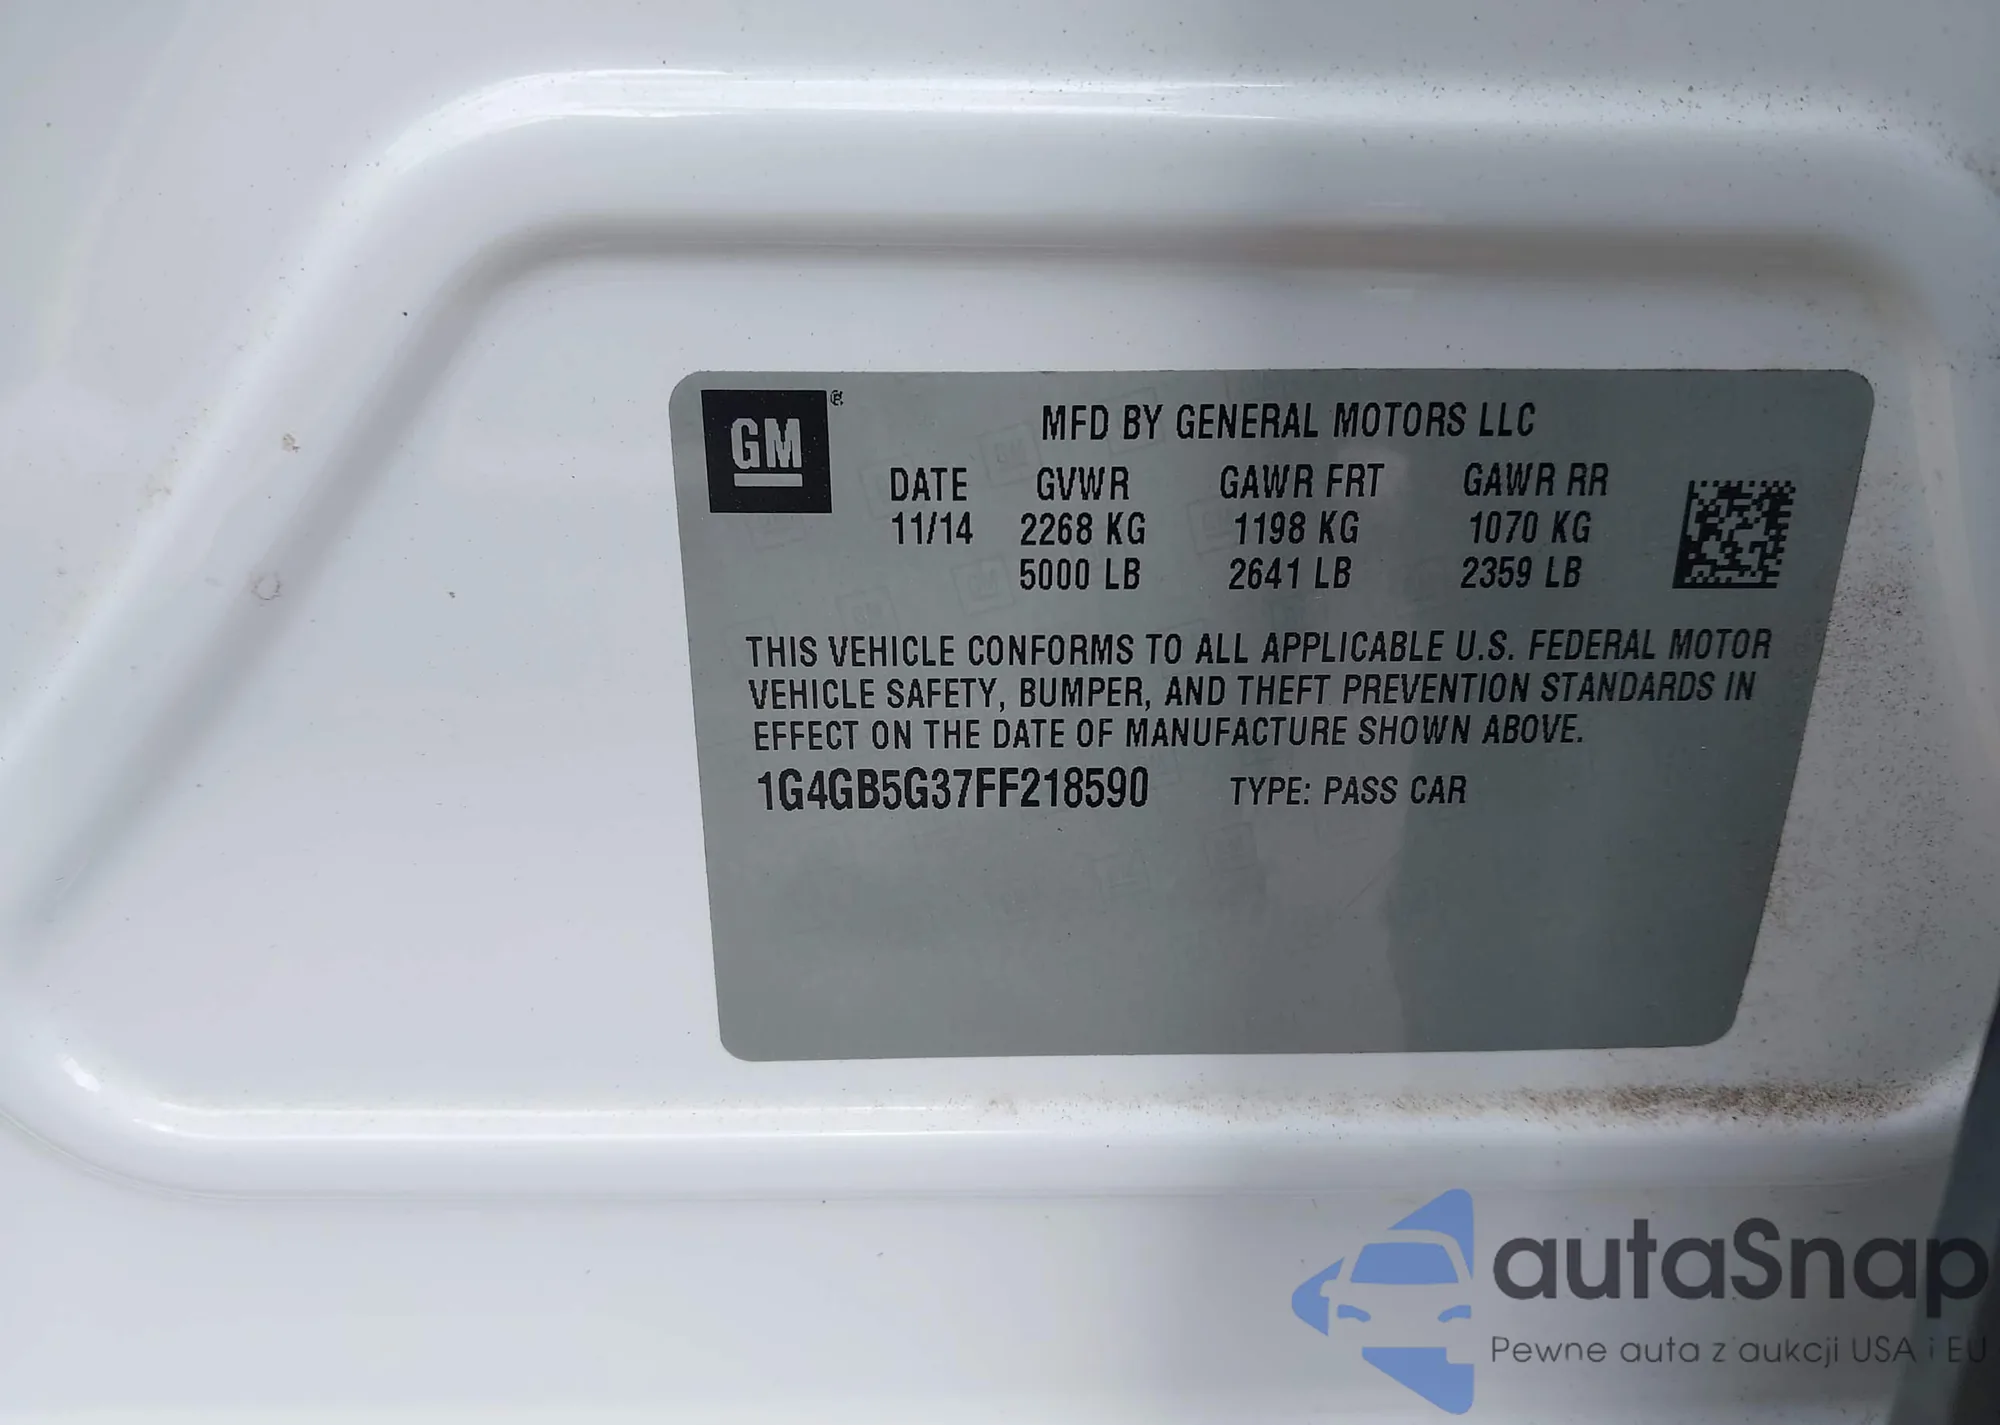 GM®
MFD BY GENERAL MOTORS LLC
DATE GVWR GAWR FRT GAWR RR
11/14 2268 KG 1198 KG 1070 KG
5000 LB 2641 LB 2359 LB
THIS VEHICLE CONFORMS TO ALL APPLICABLE U.S. FEDERAL MOTOR
VEHICLE SAFETY, BUMPER, AND THEFT PREVENTION STANDARDS IN
EFFECT ON THE DATE OF MANUFACTURE SHOWN ABOVE.
1G4GB5G37FF218590 TYPE: PASS CAR
autaSnap
Pewne auta z aukcji USA i EU